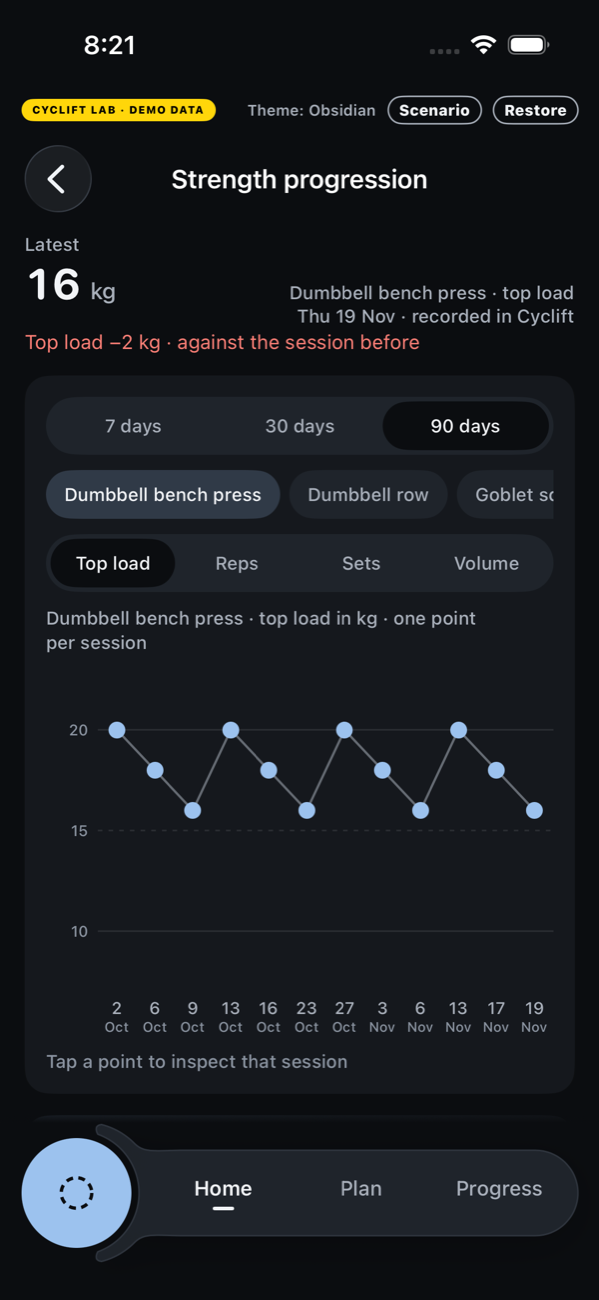 8:21
CYCLIFT LAB · DEMO DATA
Theme: Obsidian
Scenario
Restore
Strength progression
Latest
16 kg
Dumbbell bench press · top load
Thu 19 Nov · recorded in Cyclift
Top load −2 kg · against the session before
7 days
30 days
90 days
Dumbbell bench press
Dumbbell row
Goblet
Top load
Reps
Sets
Volume
Dumbbell bench press · top load in kg · one point
per session
20
15
10
2 6 9 13 16 23 27 3 6 13 17 19
Oct Oct Oct Oct Oct Oct Oct Nov Nov Nov Nov Nov
Tap a point to inspect that session
Home
Plan
Progress